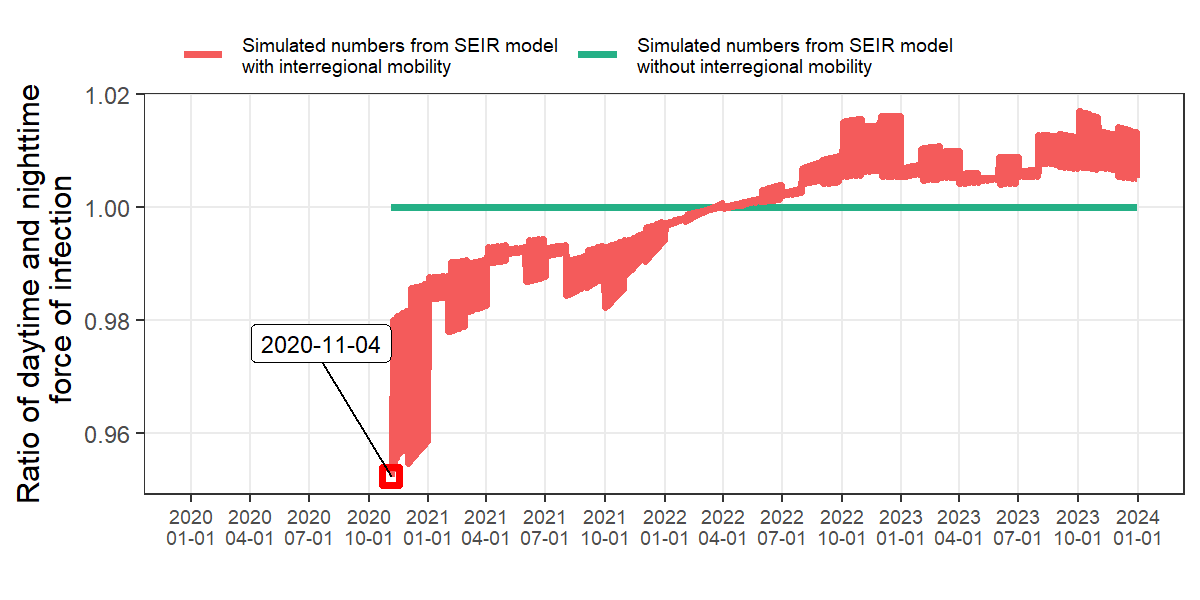 Simulated numbers from SEIR model
with interregional mobility
Simulated numbers from SEIR model
without interregional mobility
Ratio of daytime and nighttime
force of infection
1.02
1.00
0.98
0.96
2020-11-04
2020 2020 2020 2020 2021 2021 2021 2021 2022 2022 2022 2022 2023 2023 2023 2023 2024
01-01 04-01 07-01 10-01 01-01 04-01 07-01 10-01 01-01 04-01 07-01 10-01 01-01 04-01 07-01 10-01 01-01